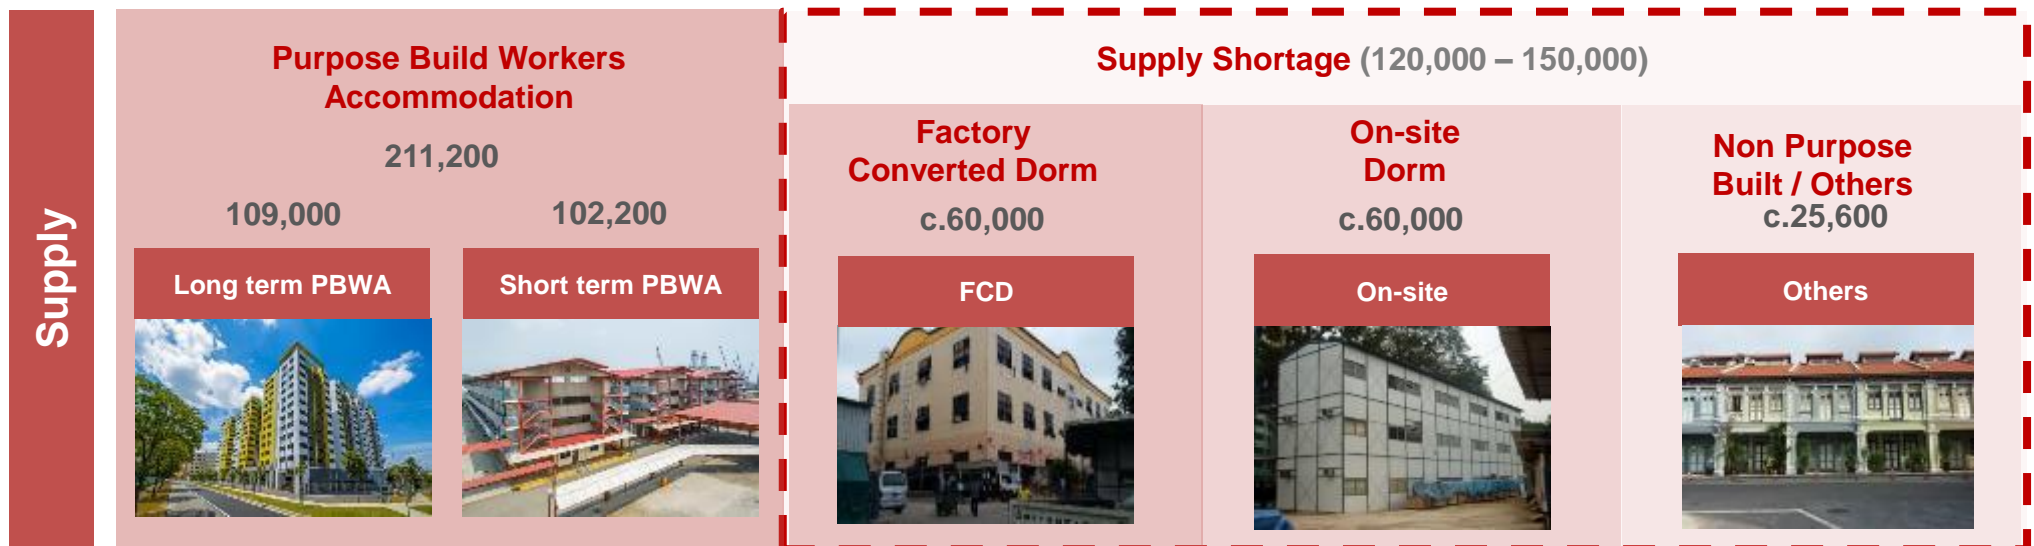 Supply
Purpose Build Workers
Accommodation
211,200
109,000
102,200
Long term PBWA
Short term PBWA
Supply Shortage (120,000 – 150,000)
Factory
Converted Dorm
c.60,000
FCD
On-site
Dorm
c.60,000
On-site
Non Purpose
Built / Others
c.25,600
Others